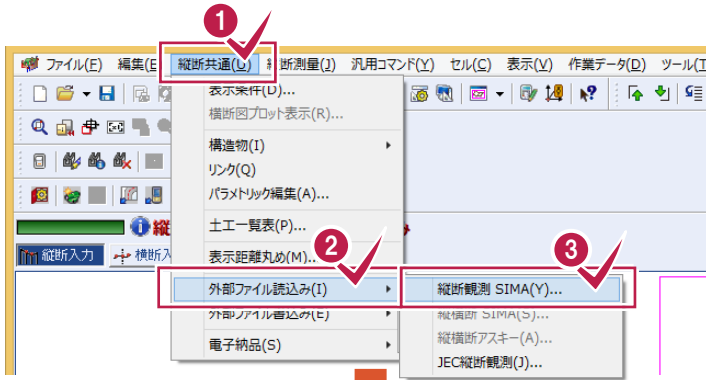 1
ファイル(F) 編集(E 縦断共通(U) 縦断測量(J) 汎用コマンド(Y) セル(C) 表示(V) 作業データ(D) ツール(T
表示条件(D)...
横断図プロット表示(R)...
構造物(I)
リンク(Q)
パラメトリック編集(A)...
土工一覧表(P)...
縦
縦断入力 横断入
表示距離丸め(M)...
2
3
外部ファイル読込み(I)
縦断観測 SIMA(Y)...
外部ファイル書込み(E)
縦横断 SIMA(S)...
縦横断アスキー(A)...
電子納品(S)
JEC縦断観測(J)...